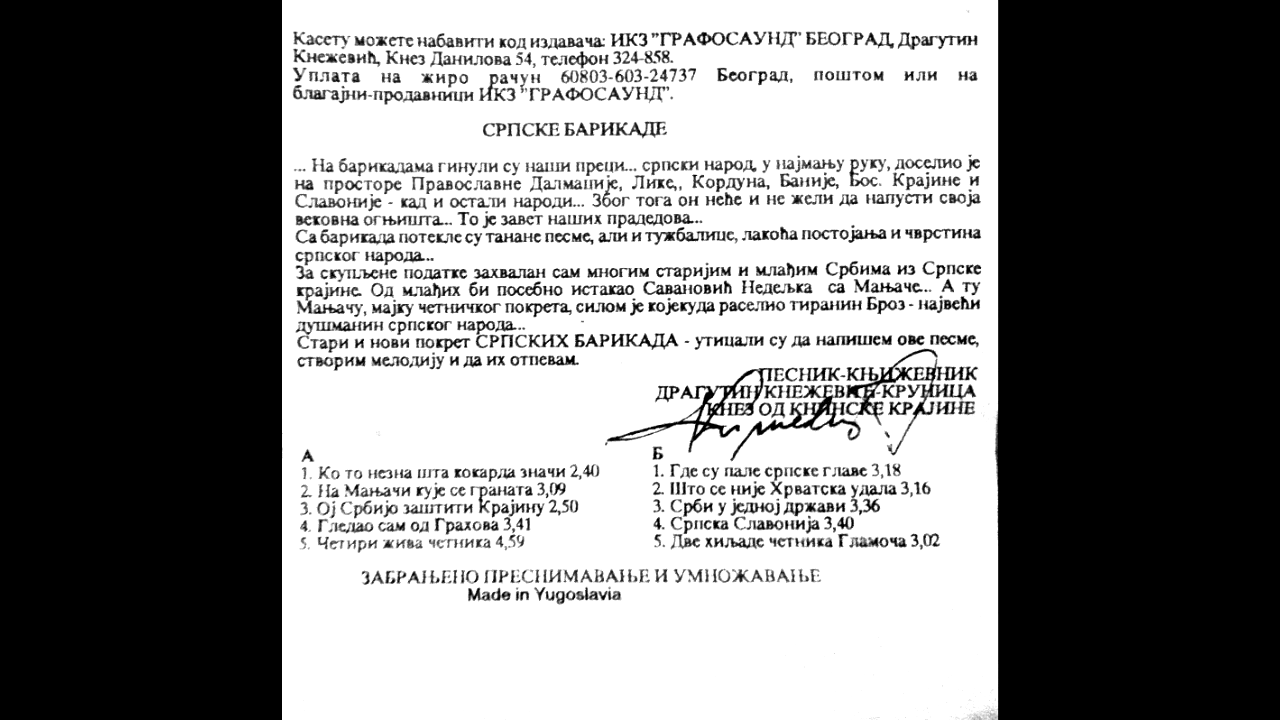 Касету можете набавити код издавача: ИКЗ "ГРАФОСАУНД" БЕОГРАД, Драгутин
Кнежевић, Кнез Данилова 54, телефон 324-858.
Уплата на жиро рачун 60803-603-24737 Београд, поштом или на
благајни-продавници ИКЗ "ГРАФОСАУНД".
СРПСКЕ БАРИКАДЕ
... На барикадама гинули су наши преци... српски народ, у најмању руку, доселио је
на просторе Православне Далмације, Лике,, Кордуна, Баније, Бос. Крајине и
Славоније - кад и остали народи... Због тога он неће и не жели да напусти своја
вековна огњишта... То је завет наших прадедова...
Са барикада потекле су танане песме, али и тужбалице, лакоћа постојања и чврстина
српског народа...
За скупљене податке захвалан сам многим старијим и млађим Србима из Српске
крајине. Од млађих би посебно истакао Савановић Недељка са Мањаче... А ту
Мањачу, мајку четничког покрета, силом је којекуда раселио тиранин Броз - највећи
душманин српског народа...
Стари и нови покрет СРПСКИХ БАРИКАДА - утицали су да напишем ове песме,
створим мелодију и да их отпевам.
ПЕСНИК-КЊИЖЕВНИК
ДРАГУТИН КНЕЖЕВИЋ-КРУНИЦА
КНЕЗ ОД КНИНСКЕ КРАЈИНЕ
А
1. Ко то незна шта кокарда значи 2,40
2. На Мањачи кује се граната 3,09
3. Ој Србијо заштити Крајину 2,50
4. Гледао сам од Грахова 3,41
5. Четири жива четника 4,59
Б
1. Где су пале српске главе 3,18
2. Што се није Хрватска удала 3,16
3. Срби у једној држави 3,36
4. Српска Славонија 3,40
5. Две хиљаде четника Гламоча 3,02
ЗАБРАЊЕНО ПРЕСНИМАВАЊЕ И УМНОЖАВАЊЕ
Made in Yugoslavia